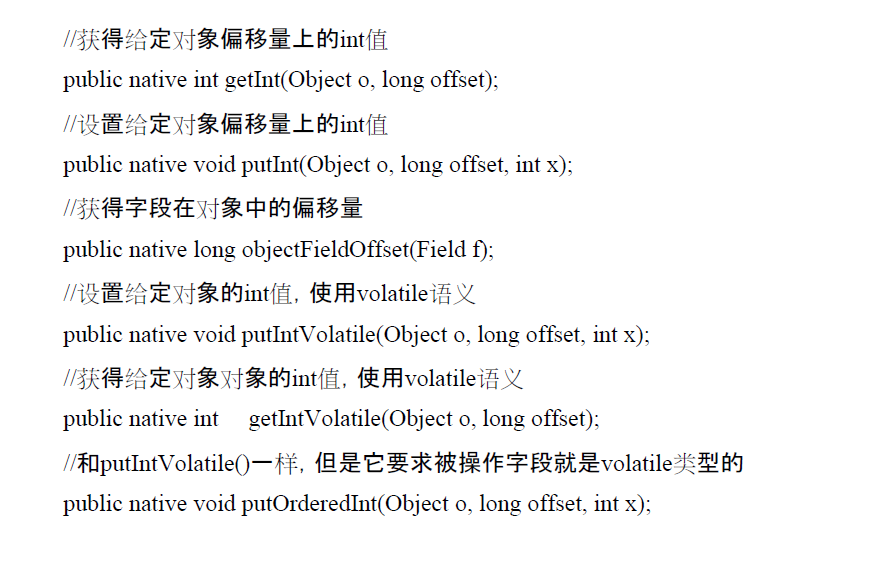 //获得给定对象偏移量上的int值
public native int getInt(Object o, long offset);
//设置给定对象偏移量上的int值
public native void putInt(Object o, long offset, int x);
//获得字段在对象中的偏移量
public native long objectFieldOffset(Field f);
//设置给定对象的int值，使用volatile语义
public native void putIntVolatile(Object o, long offset, int x);
//获得给定对象对象的int值，使用volatile语义
public native int     getIntVolatile(Object o, long offset);
//和putIntVolatile()一样，但是它要求被操作字段就是volatile类型的
public native void putOrderedInt(Object o, long offset, int x);